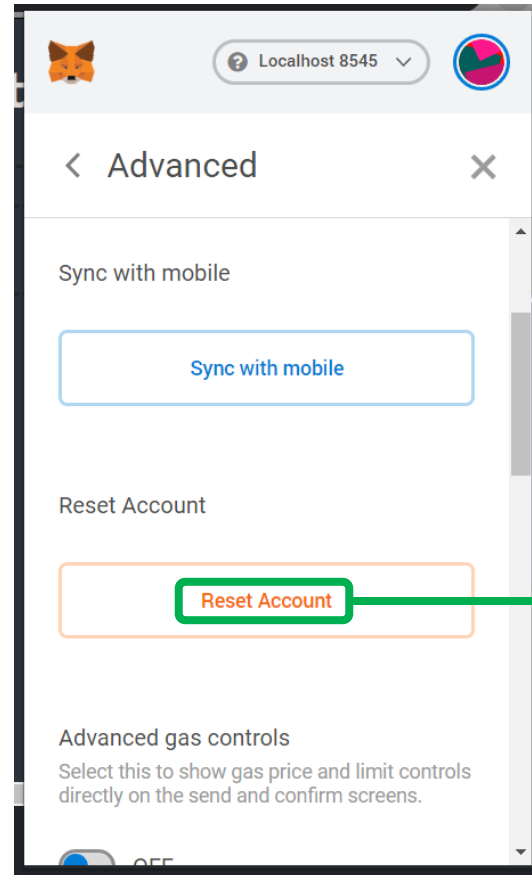 Localhost 8545
Advanced
Sync with mobile
Sync with mobile
Reset Account
Reset Account
Advanced gas controls
Select this to show gas price and limit controls
directly on the send and confirm screens.
OFF